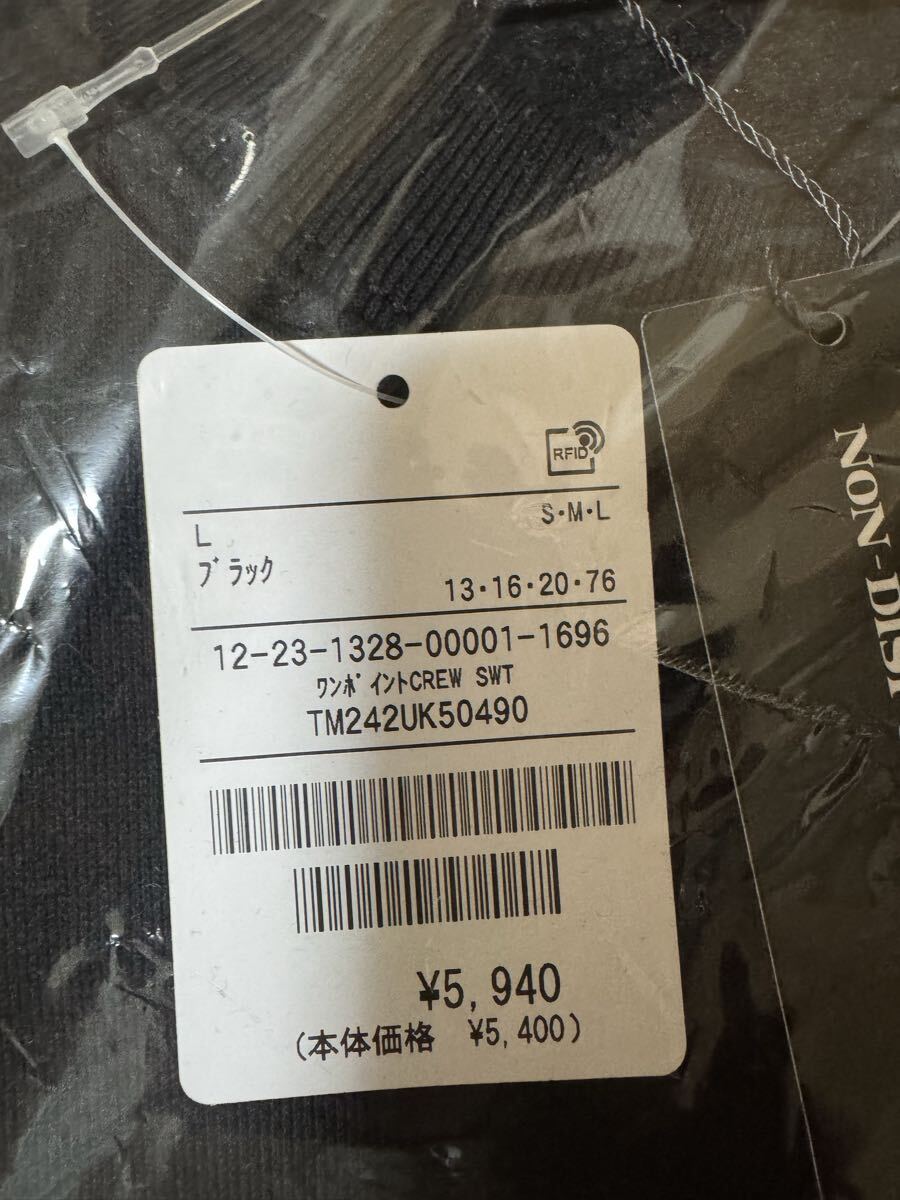 RFID
S・M・L
L
ブラック
13・16・20・76
12-23-1328-00001-1696
ワンポイントCREW SWT
TM242UK50490
¥5,940
(本体価格 ¥5,400)
NON-DIS